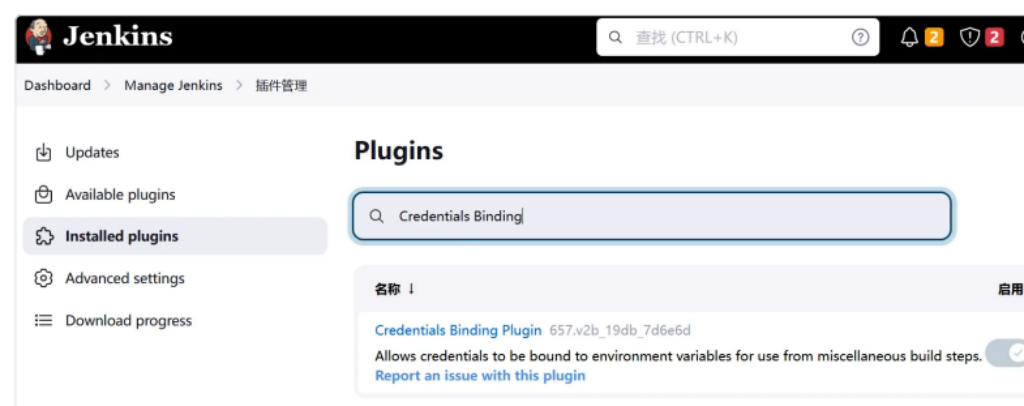 Jenkins
查找 (CTRL+K)
2
2
Dashboard > Manage Jenkins > 插件管理
Updates
Available plugins
Installed plugins
Advanced settings
Download progress
Plugins
Credentials Binding
名称 ↓ 启用
Credentials Binding Plugin 657.v2b_19db_7d6e6d
Allows credentials to be bound to environment variables for use from miscellaneous build steps.
Report an issue with this plugin